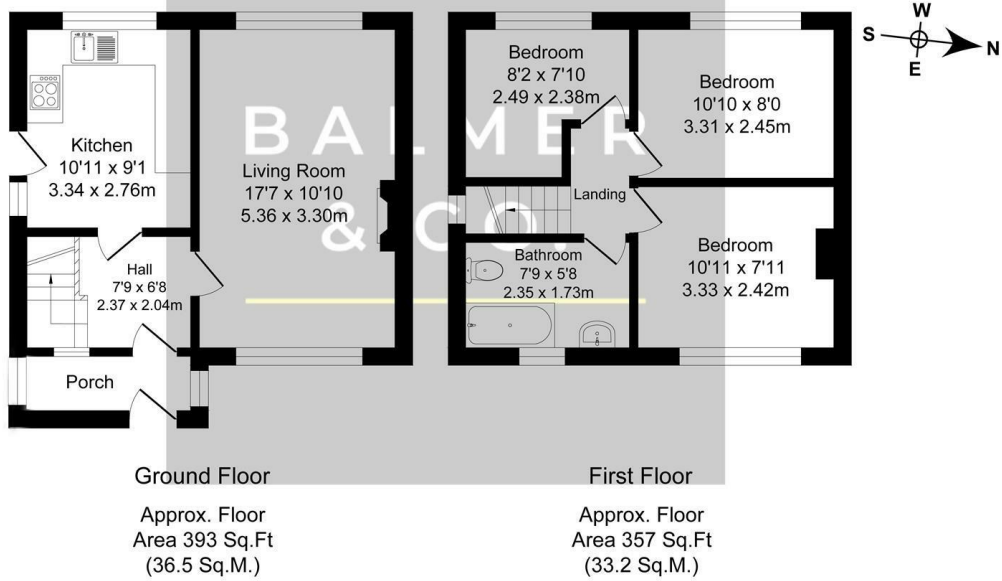 W
S
N
E
Kitchen
10'11 x 9'1
3.34 x 2.76m
Living Room
17'7 x 10'10
5.36 x 3.30m
Hall
7'9 x 6'8
2.37 x 2.04m
Porch
Bedroom
8'2 x 7'10
2.49 x 2.38m
Bedroom
10'10 x 8'0
3.31 x 2.45m
Landing
Bedroom
10'11 x 7'11
3.33 x 2.42m
Bathroom
7'9 x 5'8
2.35 x 1.73m
BALMER
& CO.
Ground Floor
Approx. Floor
Area 393 Sq.Ft
(36.5 Sq.M.)
First Floor
Approx. Floor
Area 357 Sq.Ft
(33.2 Sq.M.)